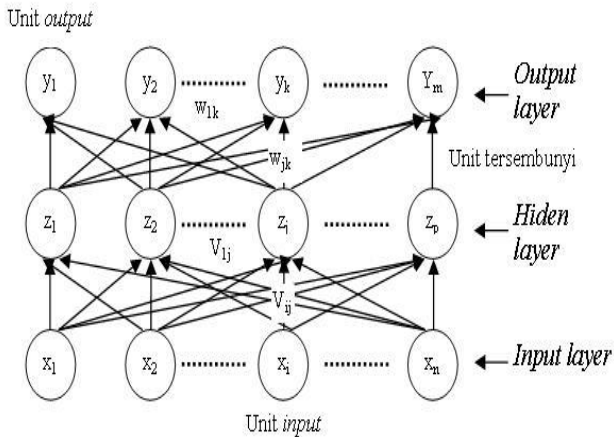 Unit output
y1 y2 ........... yk ........... Ym
Output layer
w1k
wjk
Unit tersembunyi
z1 z2 ........... zj ........... zp
Hiden layer
V1j
Vij
x1 x2 ........... xi ........... xn
Input layer
Unit input